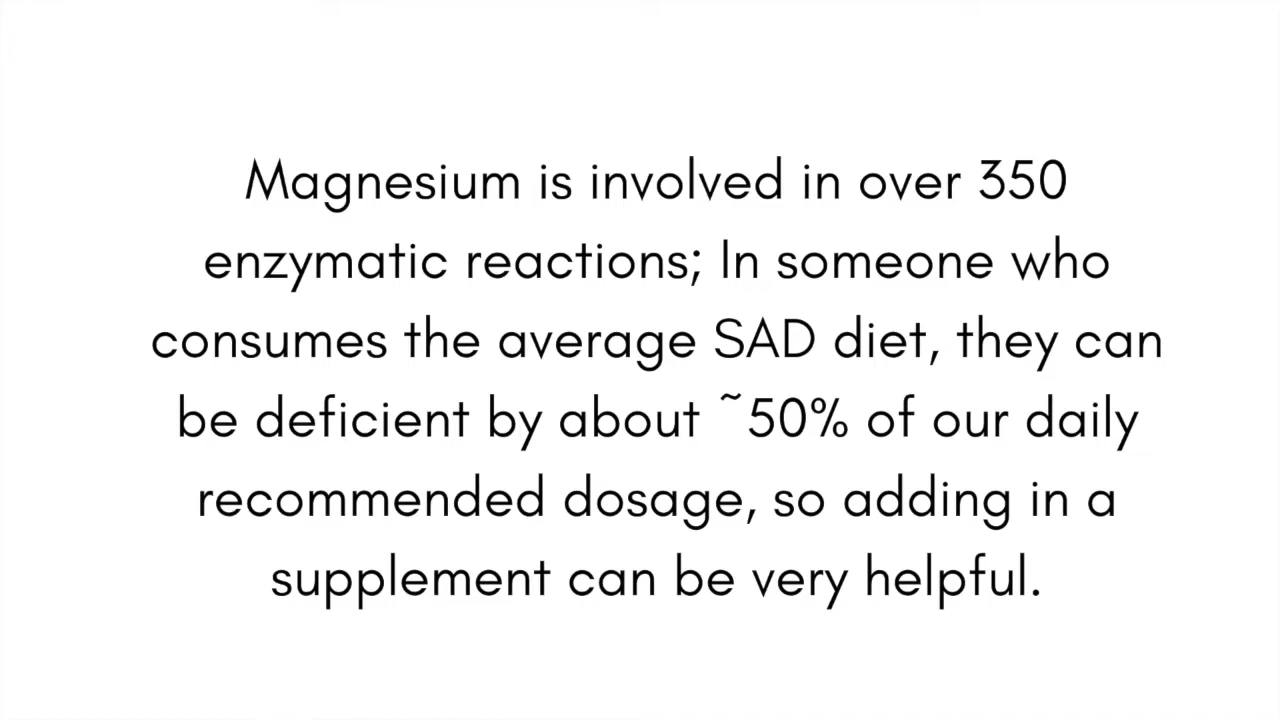 Magnesium is involved in over 350
enzymatic reactions; In someone who
consumes the average SAD diet, they can
be deficient by about ~50% of our daily
recommended dosage, so adding in a
supplement can be very helpful.